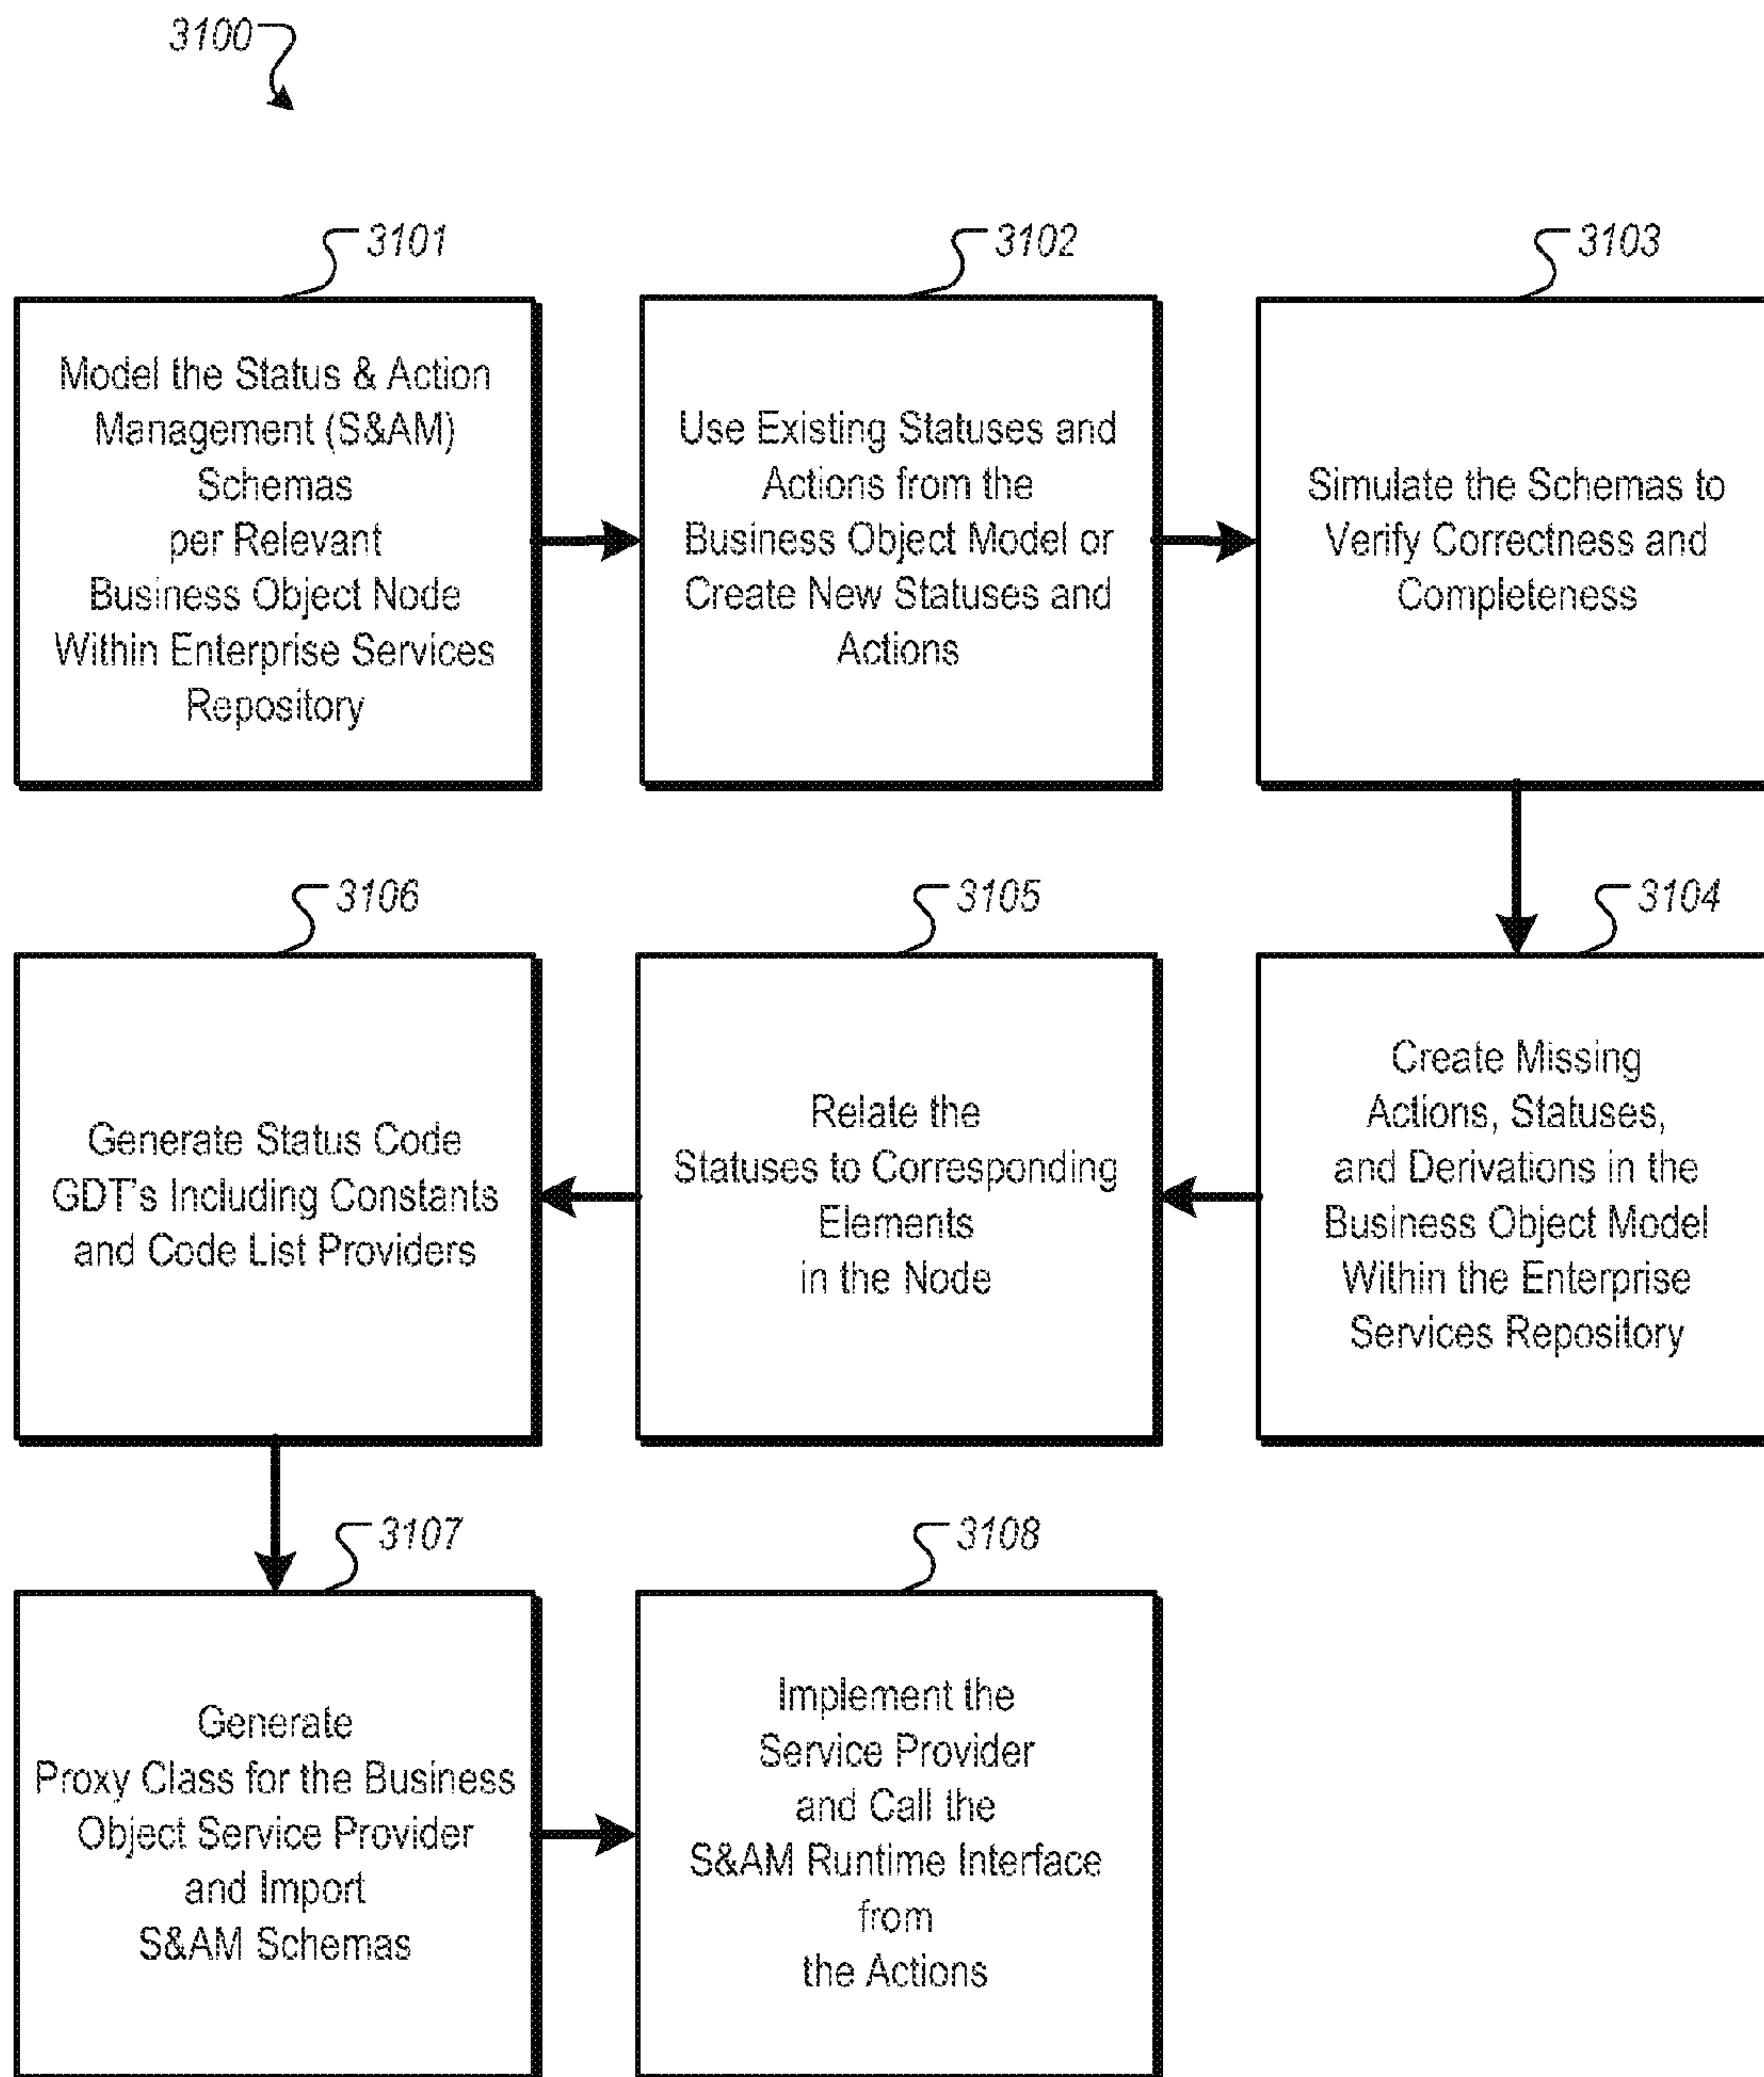 3100
3101
Model the Status & Action
Management (S&AM)
Schemas
per Relevant
Business Object Node
Within Enterprise Services
Repository
3102
Use Existing Statuses and
Actions from the
Business Object Model or
Create New Statuses and
Actions
3103
Simulate the Schemas to
Verify Correctness and
Completeness
3104
Create Missing
Actions, Statuses,
and Derivations in the
Business Object Model
Within the Enterprise
Services Repository
3105
Relate the
Statuses to Corresponding
Elements
in the Node
3106
Generate Status Code
GDT's Including Constants
and Code List Providers
3107
Generate
Proxy Class for the Business
Object Service Provider
and Import
S&AM Schemas
3108
Implement the
Service Provider
and Call the
S&AM Runtime Interface
from
the Actions